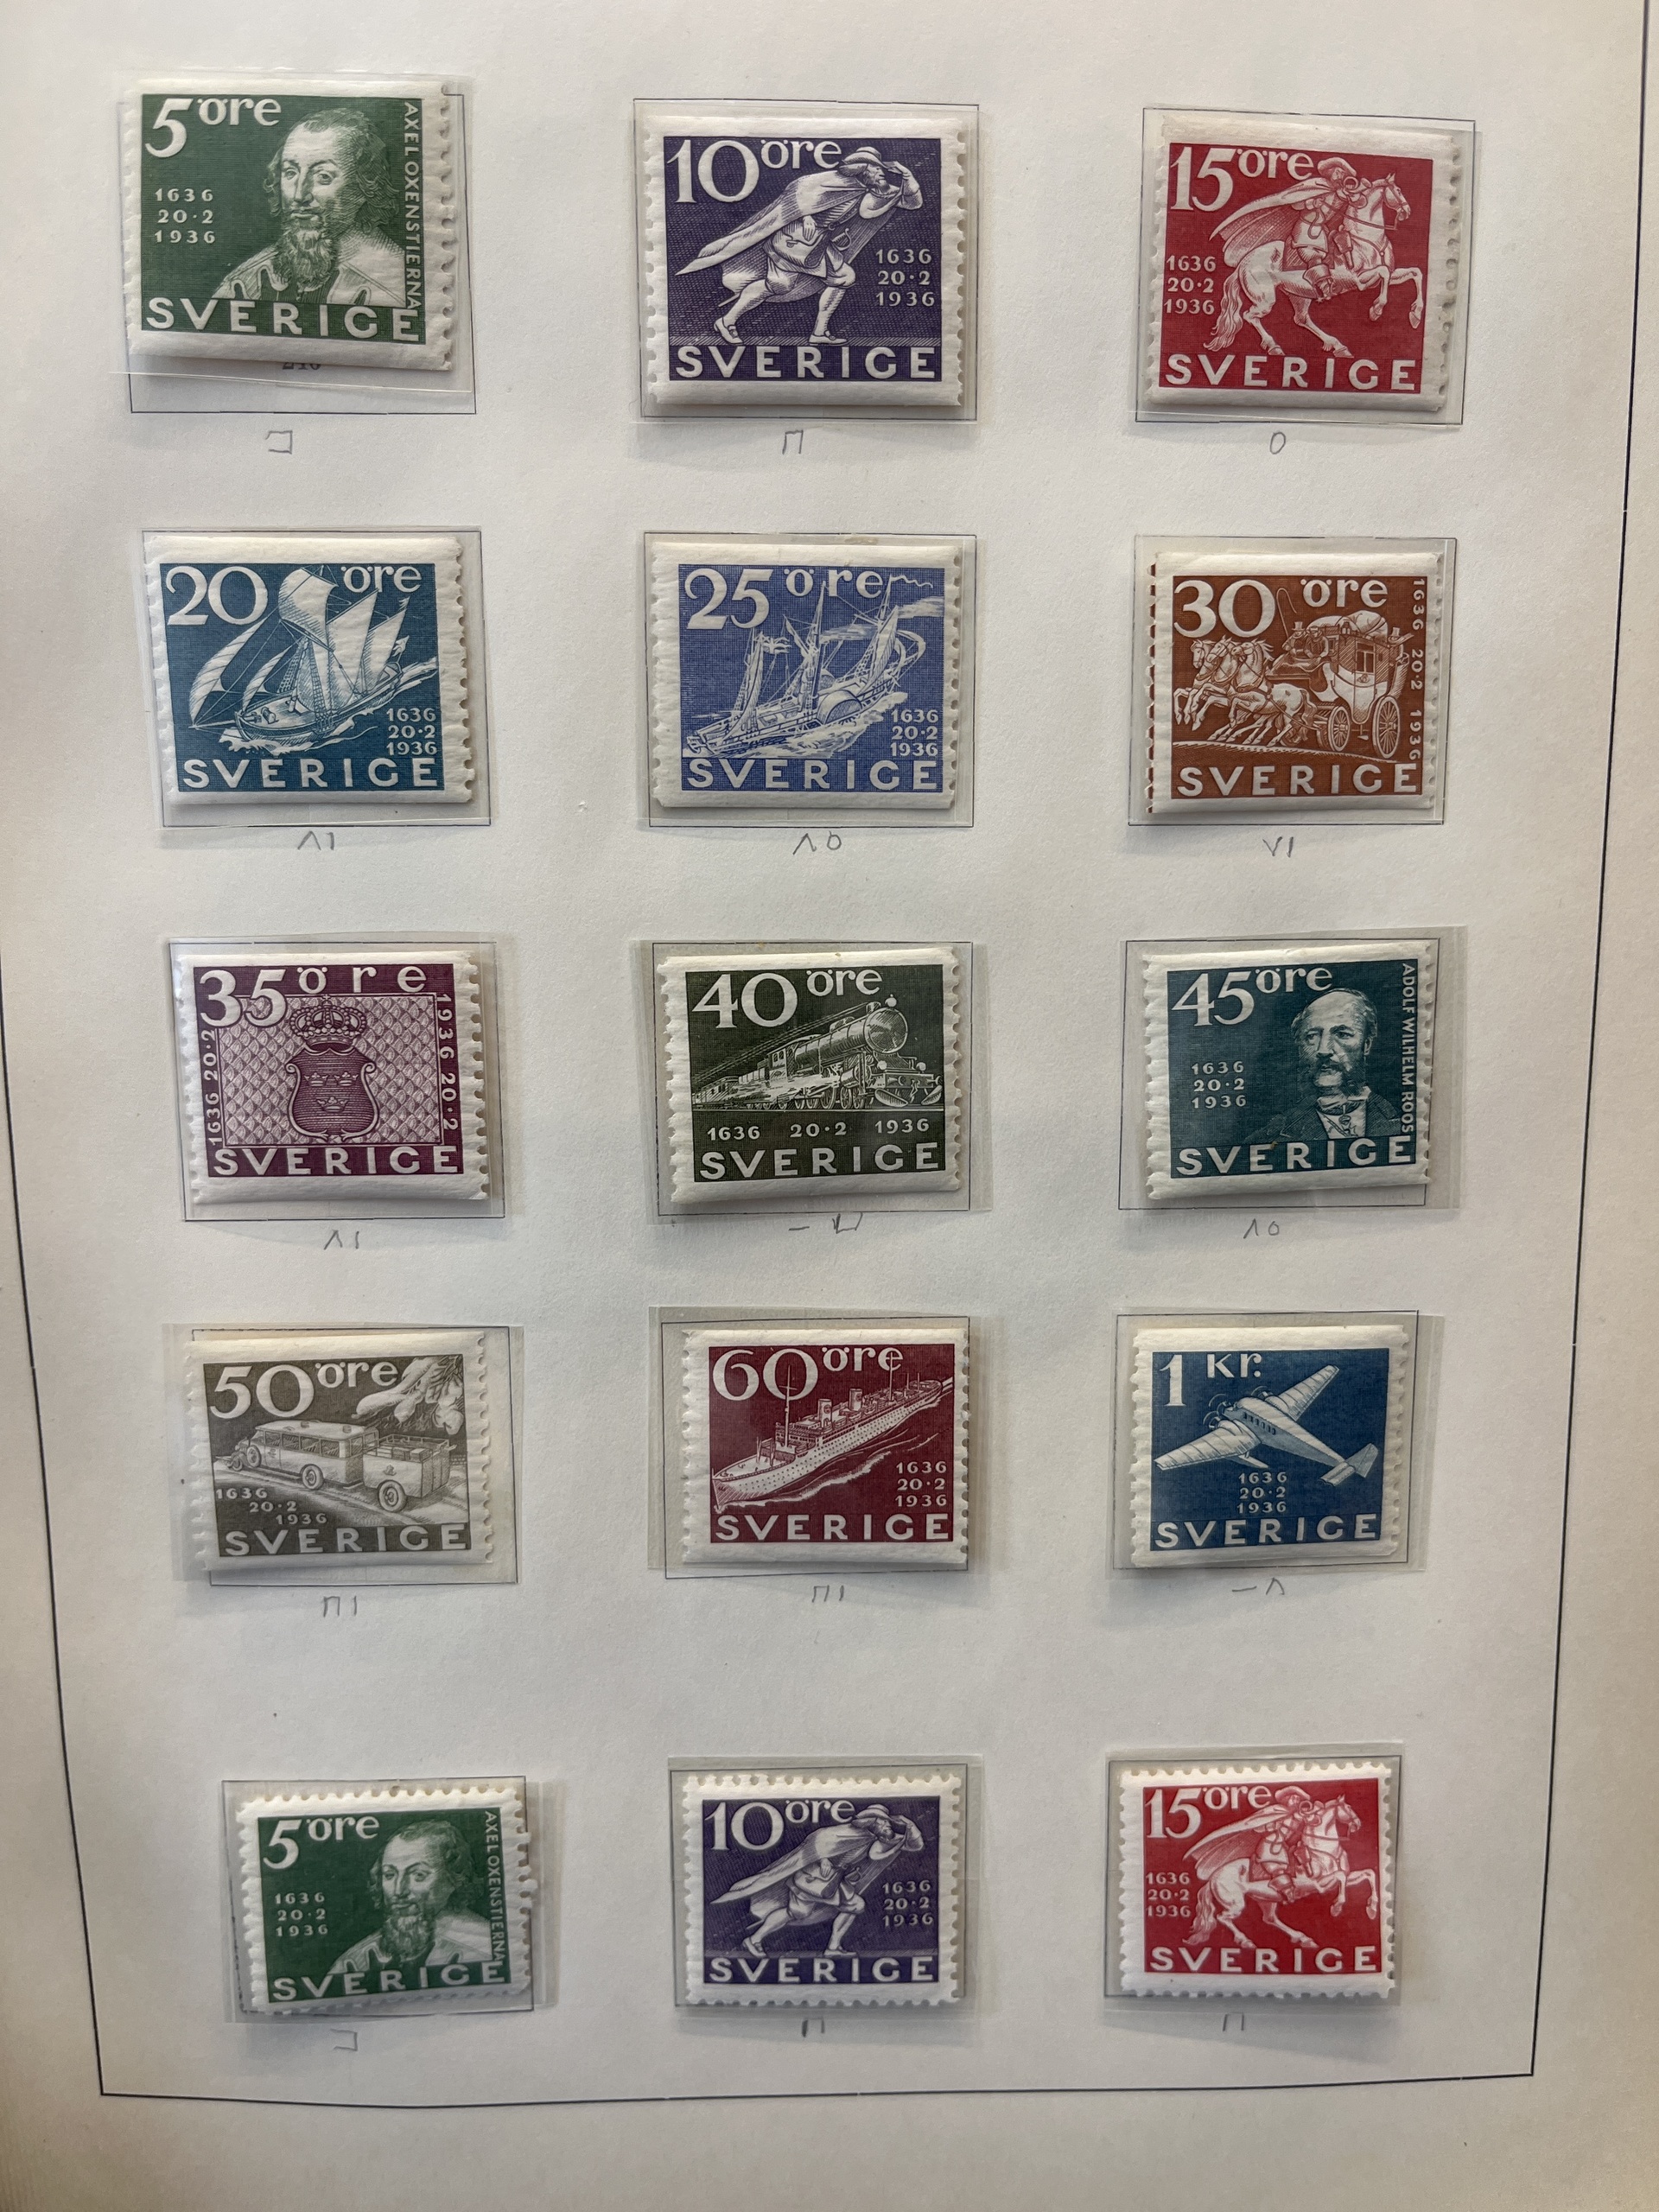 5 öre
1636
20·2
1936
AXEL OXENSTIERNA
SVERIGE
10 öre
1636
20·2
1936
SVERIGE
15 öre
1636
20·2
1936
SVERIGE
20 öre
1636
20·2
1936
SVERIGE
25 öre
1636
20·2
1936
SVERIGE
30 öre
1636 20·2 1936
SVERIGE
35 öre
1636 20·2
1936 20·2
SVERIGE
40 öre
1636 20·2 1936
SVERIGE
45 öre
1636
20·2
1936
ADOLF WILHELM ROOS
SVERIGE
50 öre
1636
20·2
1936
SVERIGE
60 öre
1636
20·2
1936
SVERIGE
1 Kr.
1636
20·2
1936
SVERIGE
5 öre
1636
20·2
1936
AXEL OXENSTIERNA
SVERIGE
10 öre
1636
20·2
1936
SVERIGE
15 öre
1636
20·2
1936
SVERIGE